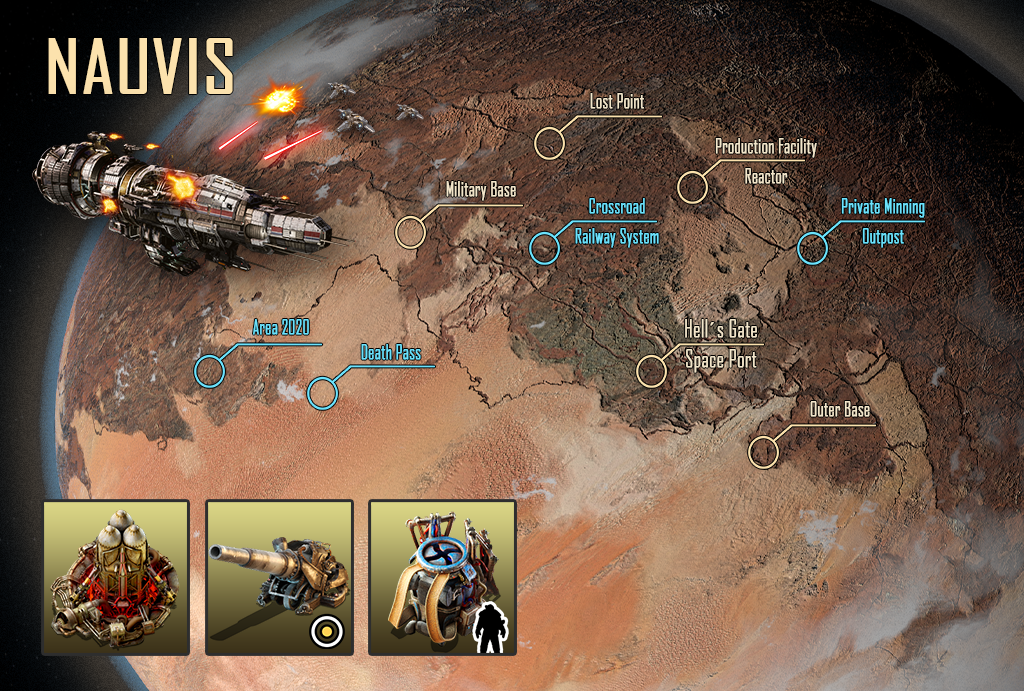 NAUVIS
Lost Point
Production Facility
Reactor
Military Base
Crossroad
Railway System
Private Minning
Outpost
Area 2020
Death Pass
Hell´s Gate
Space Port
Outer Base